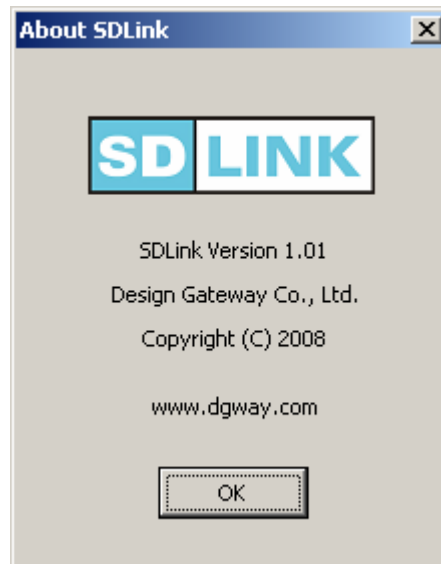 About SDLink
SD LINK
SDLink Version 1.01
Design Gateway Co., Ltd.
Copyright (C) 2008
www.dgway.com
OK